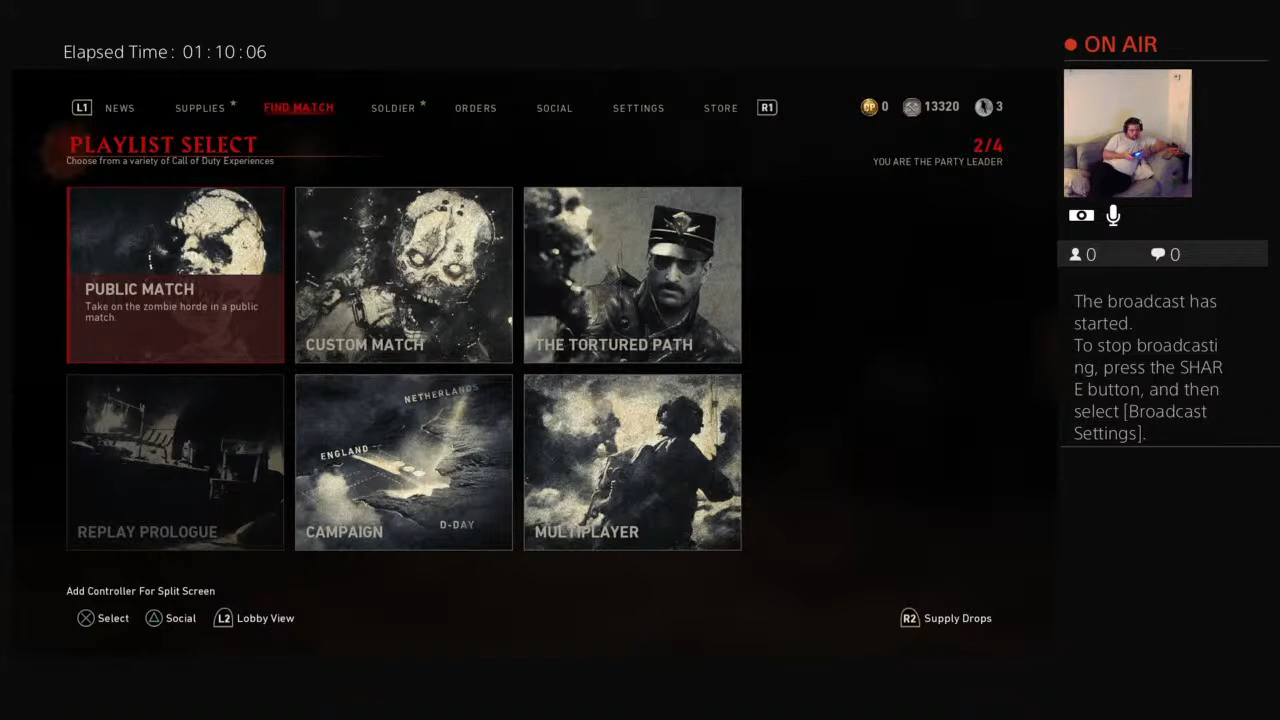 Elapsed Time: 01:10:06
ON AIR
L1 NEWS SUPPLIES FIND MATCH SOLDIER ORDERS SOCIAL SETTINGS STORE R1
CP 0 13320 3
PLAYLIST SELECT
Choose from a variety of Call of Duty Experiences
2/4
YOU ARE THE PARTY LEADER
PUBLIC MATCH
Take on the zombie horde in a public
match.
CUSTOM MATCH
THE TORTURED PATH
REPLAY PROLOGUE
NETHERLANDS
ENGLAND
D-DAY
CAMPAIGN
MULTIPLAYER
Add Controller For Split Screen
Select Social L2 Lobby View
R2 Supply Drops
0 0
The broadcast has
started.
To stop broadcasti
ng, press the SHAR
E button, and then
select [Broadcast
Settings].